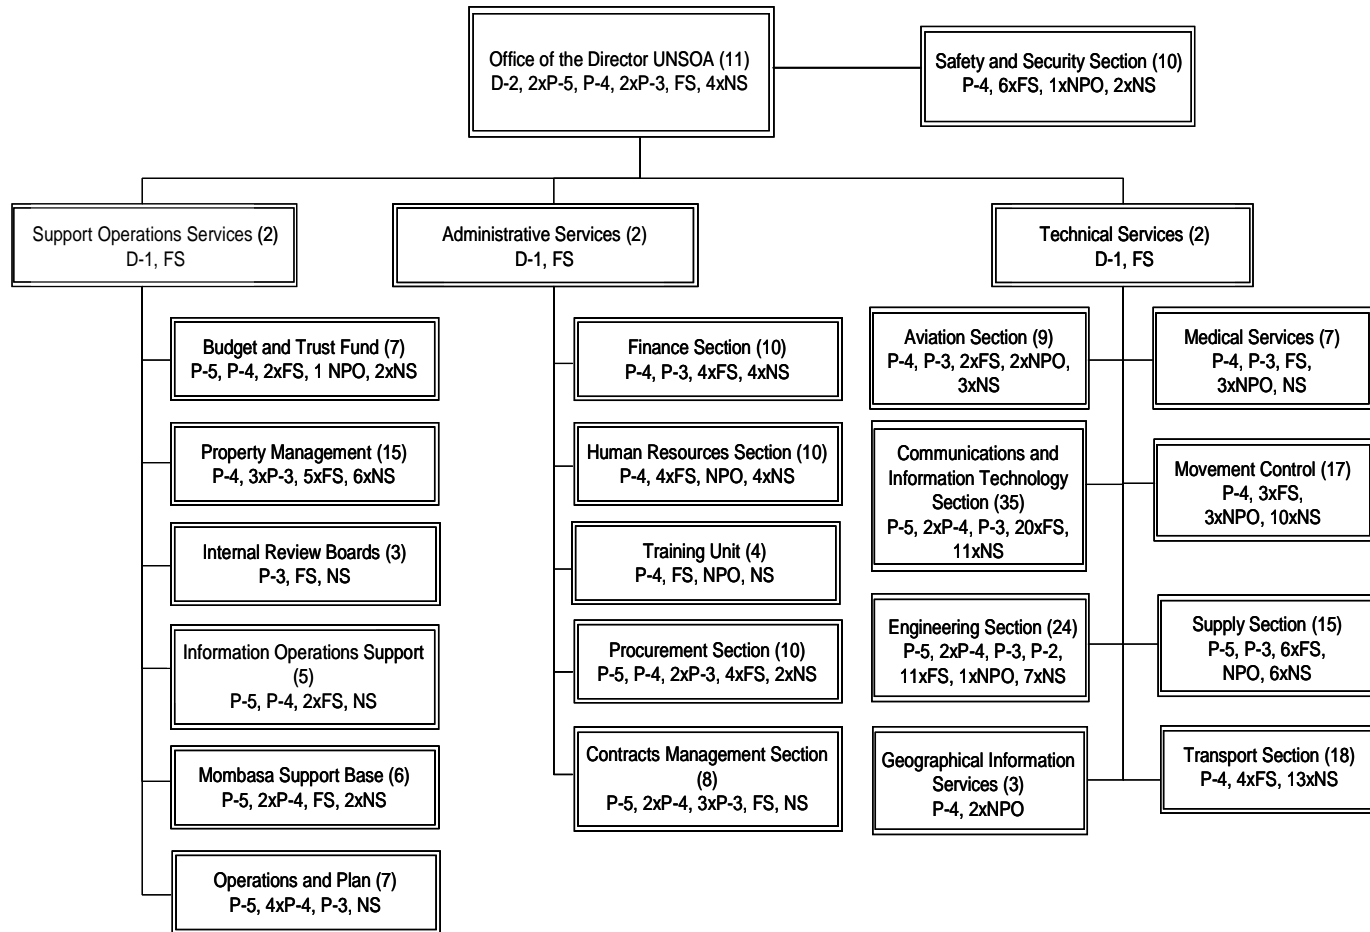 Office of the Director UNSOA (11)
D-2, 2xP-5, P-4, 2xP-3, FS, 4xNS
Safety and Security Section (10)
P-4, 6xFS, 1xNPO, 2xNS
Support Operations Services (2)
D-1, FS
Administrative Services (2)
D-1, FS
Technical Services (2)
D-1, FS
Budget and Trust Fund (7)
P-5, P-4, 2xFS, 1 NPO, 2xNS
Property Management (15)
P-4, 3xP-3, 5xFS, 6xNS
Internal Review Boards (3)
P-3, FS, NS
Information Operations Support
(5)
P-5, P-4, 2xFS, NS
Mombasa Support Base (6)
P-5, 2xP-4, FS, 2xNS
Operations and Plan (7)
P-5, 4xP-4, P-3, NS
Finance Section (10)
P-4, P-3, 4xFS, 4xNS
Human Resources Section (10)
P-4, 4xFS, NPO, 4xNS
Training Unit (4)
P-4, FS, NPO, NS
Procurement Section (10)
P-5, P-4, 2xP-3, 4xFS, 2xNS
Contracts Management Section
(8)
P-5, 2xP-4, 3xP-3, FS, NS
Aviation Section (9)
P-4, P-3, 2xFS, 2xNPO,
3xNS
Communications and
Information Technology
Section (35)
P-5, 2xP-4, P-3, 20xFS,
11xNS
Engineering Section (24)
P-5, 2xP-4, P-3, P-2,
11xFS, 1xNPO, 7xNS
Geographical Information
Services (3)
P-4, 2xNPO
Medical Services (7)
P-4, P-3, FS,
3xNPO, NS
Movement Control (17)
P-4, 3xFS,
3xNPO, 10xNS
Supply Section (15)
P-5, P-3, 6xFS,
NPO, 6xNS
Transport Section (18)
P-4, 4xFS, 13xNS